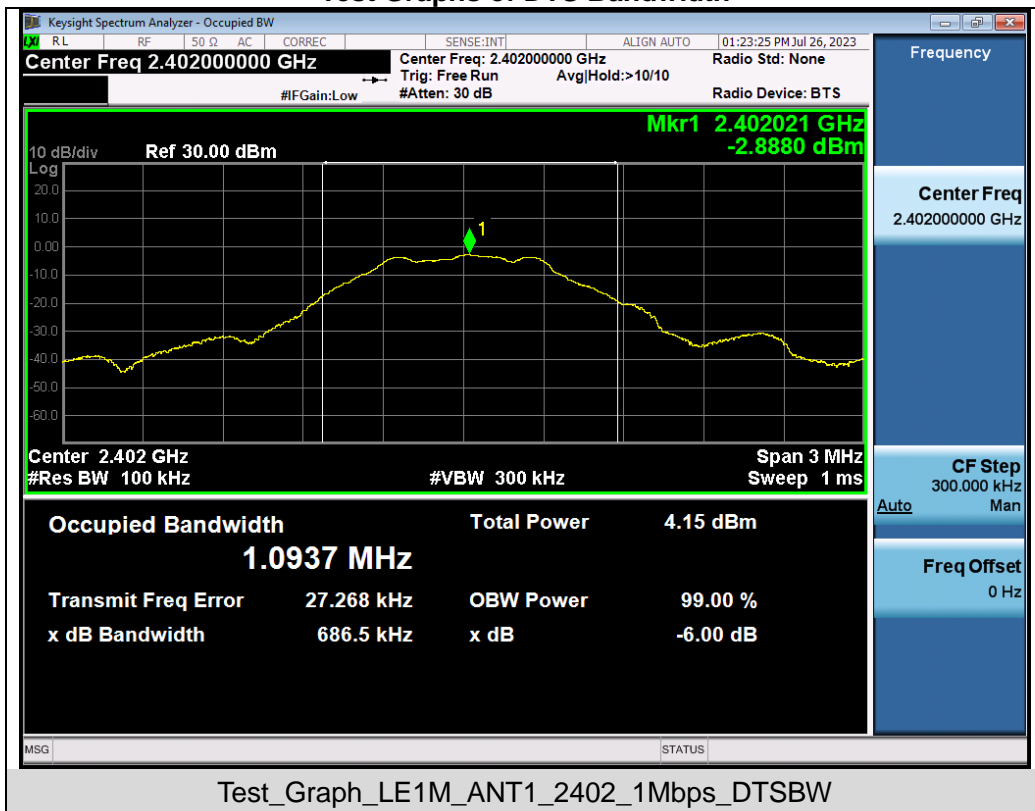 Test Graphs of DTS Bandwidth
Keysight Spectrum Analyzer - Occupied BW
LXI RL RF 50 Ω AC CORREC SENSE:INT ALIGN AUTO 01:23:25 PM Jul 26, 2023
Center Freq 2.402000000 GHz
Center Freq: 2.402000000 GHz
Radio Std: None
Trig: Free Run Avg|Hold:>10/10
#IFGain:Low #Atten: 30 dB Radio Device: BTS
Frequency
Mkr1 2.402021 GHz
-2.8880 dBm
10 dB/div Ref 30.00 dBm
Log
20.0
10.0
0.00
-10.0
-20.0
-30.0
-40.0
-50.0
-60.0
1
Center 2.402 GHz Span 3 MHz
#Res BW 100 kHz #VBW 300 kHz Sweep 1 ms
Occupied Bandwidth Total Power 4.15 dBm
1.0937 MHz
Transmit Freq Error 27.268 kHz OBW Power 99.00 %
x dB Bandwidth 686.5 kHz x dB -6.00 dB
Center Freq
2.402000000 GHz
CF Step
300.000 kHz
Auto Man
Freq Offset
0 Hz
MSG STATUS
Test_Graph_LE1M_ANT1_2402_1Mbps_DTSBW